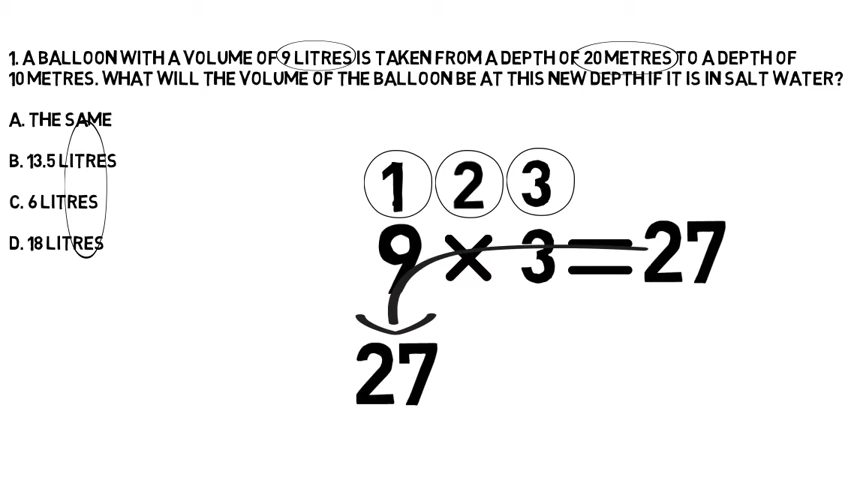 1. A BALLOON WITH A VOLUME OF 9 LITRES IS TAKEN FROM A DEPTH OF 20 METRES TO A DEPTH OF
10 METRES. WHAT WILL THE VOLUME OF THE BALLOON BE AT THIS NEW DEPTH IF IT IS IN SALT WATER?
A. THE SAME
B. 13.5 LITRES
C. 6 LITRES
D. 18 LITRES
1 2 3
9 × 3 = 27
27